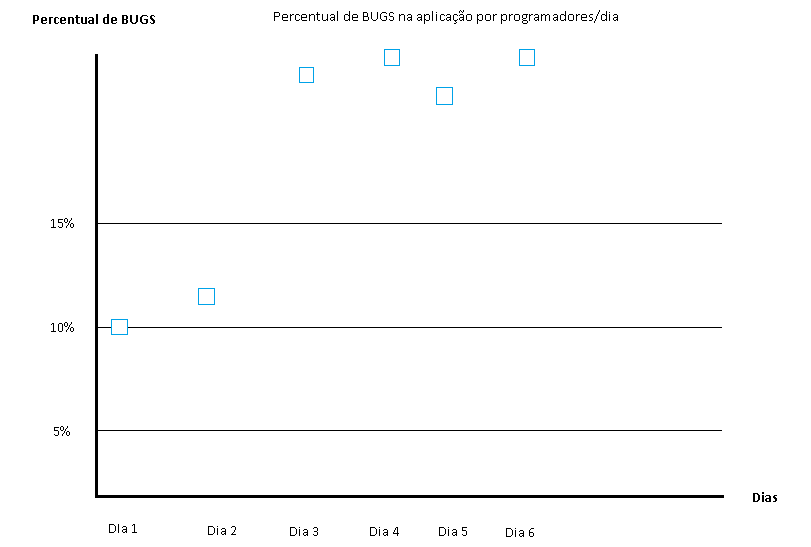 Percentual de BUGS
Percentual de BUGS na aplicação por programadores/dia
15%
10%
5%
Dias
DIa 1
Dia 2
Dia 3
Dia 4
Dia 5
Dia 6